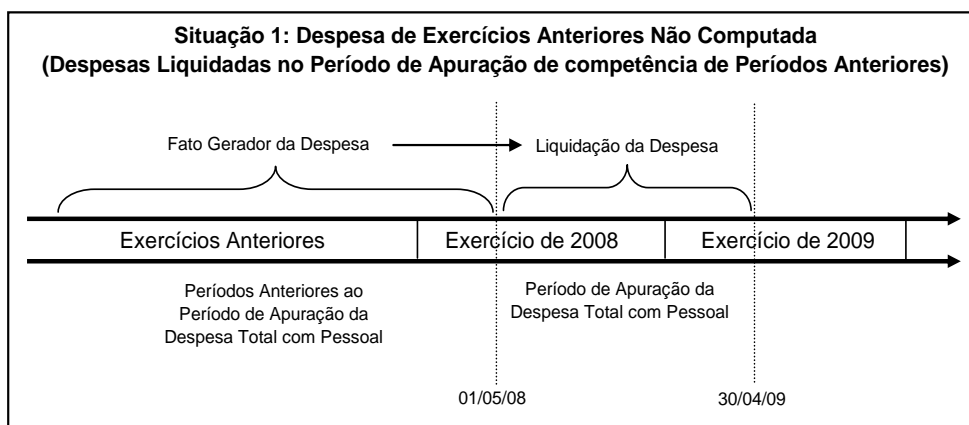 Situação 1: Despesa de Exercícios Anteriores Não Computada
(Despesas Liquidadas no Período de Apuração de competência de Períodos Anteriores)
Fato Gerador da Despesa
Liquidação da Despesa
Exercícios Anteriores
Exercício de 2008
Exercício de 2009
Períodos Anteriores ao
Período de Apuração da
Despesa Total com Pessoal
Período de Apuração da
Despesa Total com Pessoal
01/05/08
30/04/09